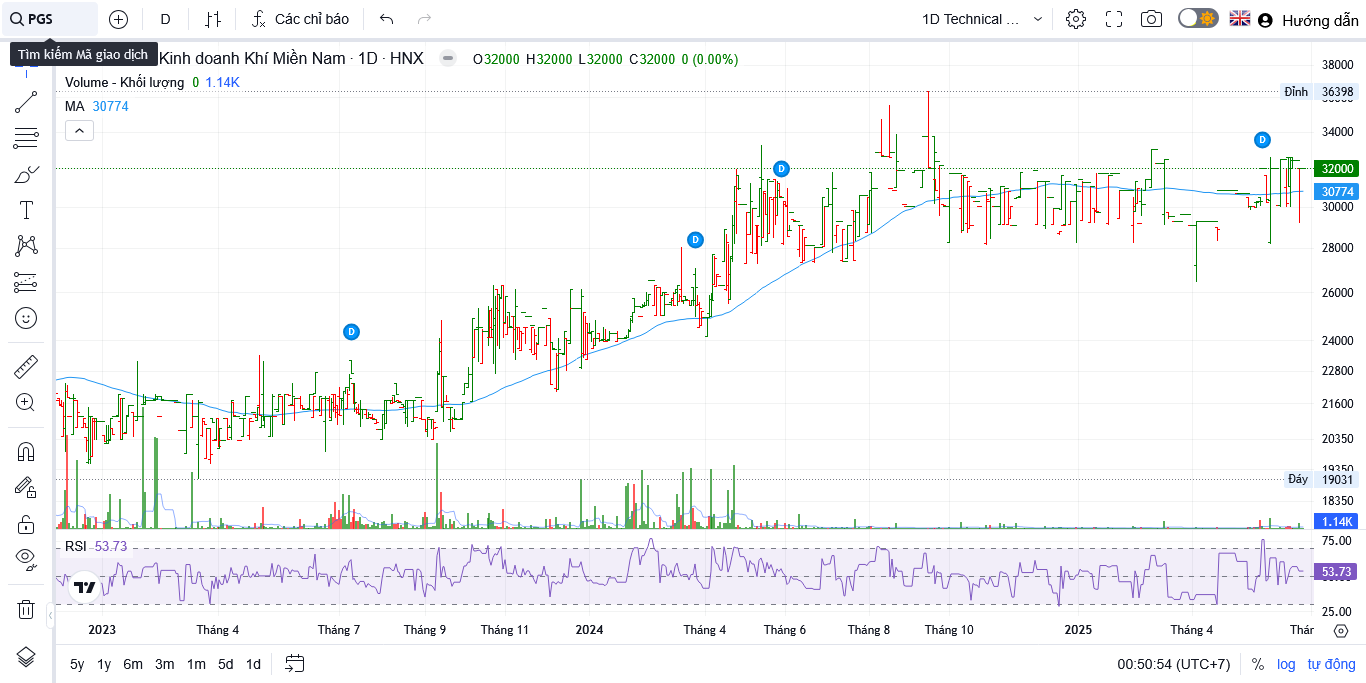 PGS D Các chỉ báo 1D Technical ... Hướng dẫn
Tìm kiếm Mã giao dịch
Kinh doanh Khí Miền Nam · 1D · HNX O32000 H32000 L32000 C32000 0 (0.00%)
Volume - Khối lượng 0 1.14K
MA 30774
38000
Đỉnh 36398
34000
32000
30774
30000
28000
26000
24000
22800
21600
20350
19350
Đáy 19031
18350
1.14K
D
D
D
D
RSI 53.73
75.00
53.73
25.00
2023 Tháng 4 Tháng 7 Tháng 9 Tháng 11 2024 Tháng 4 Tháng 6 Tháng 8 Tháng 10 2025 Tháng 4 Thár
5y 1y 6m 3m 1m 5d 1d 00:50:54 (UTC+7) % log tự động